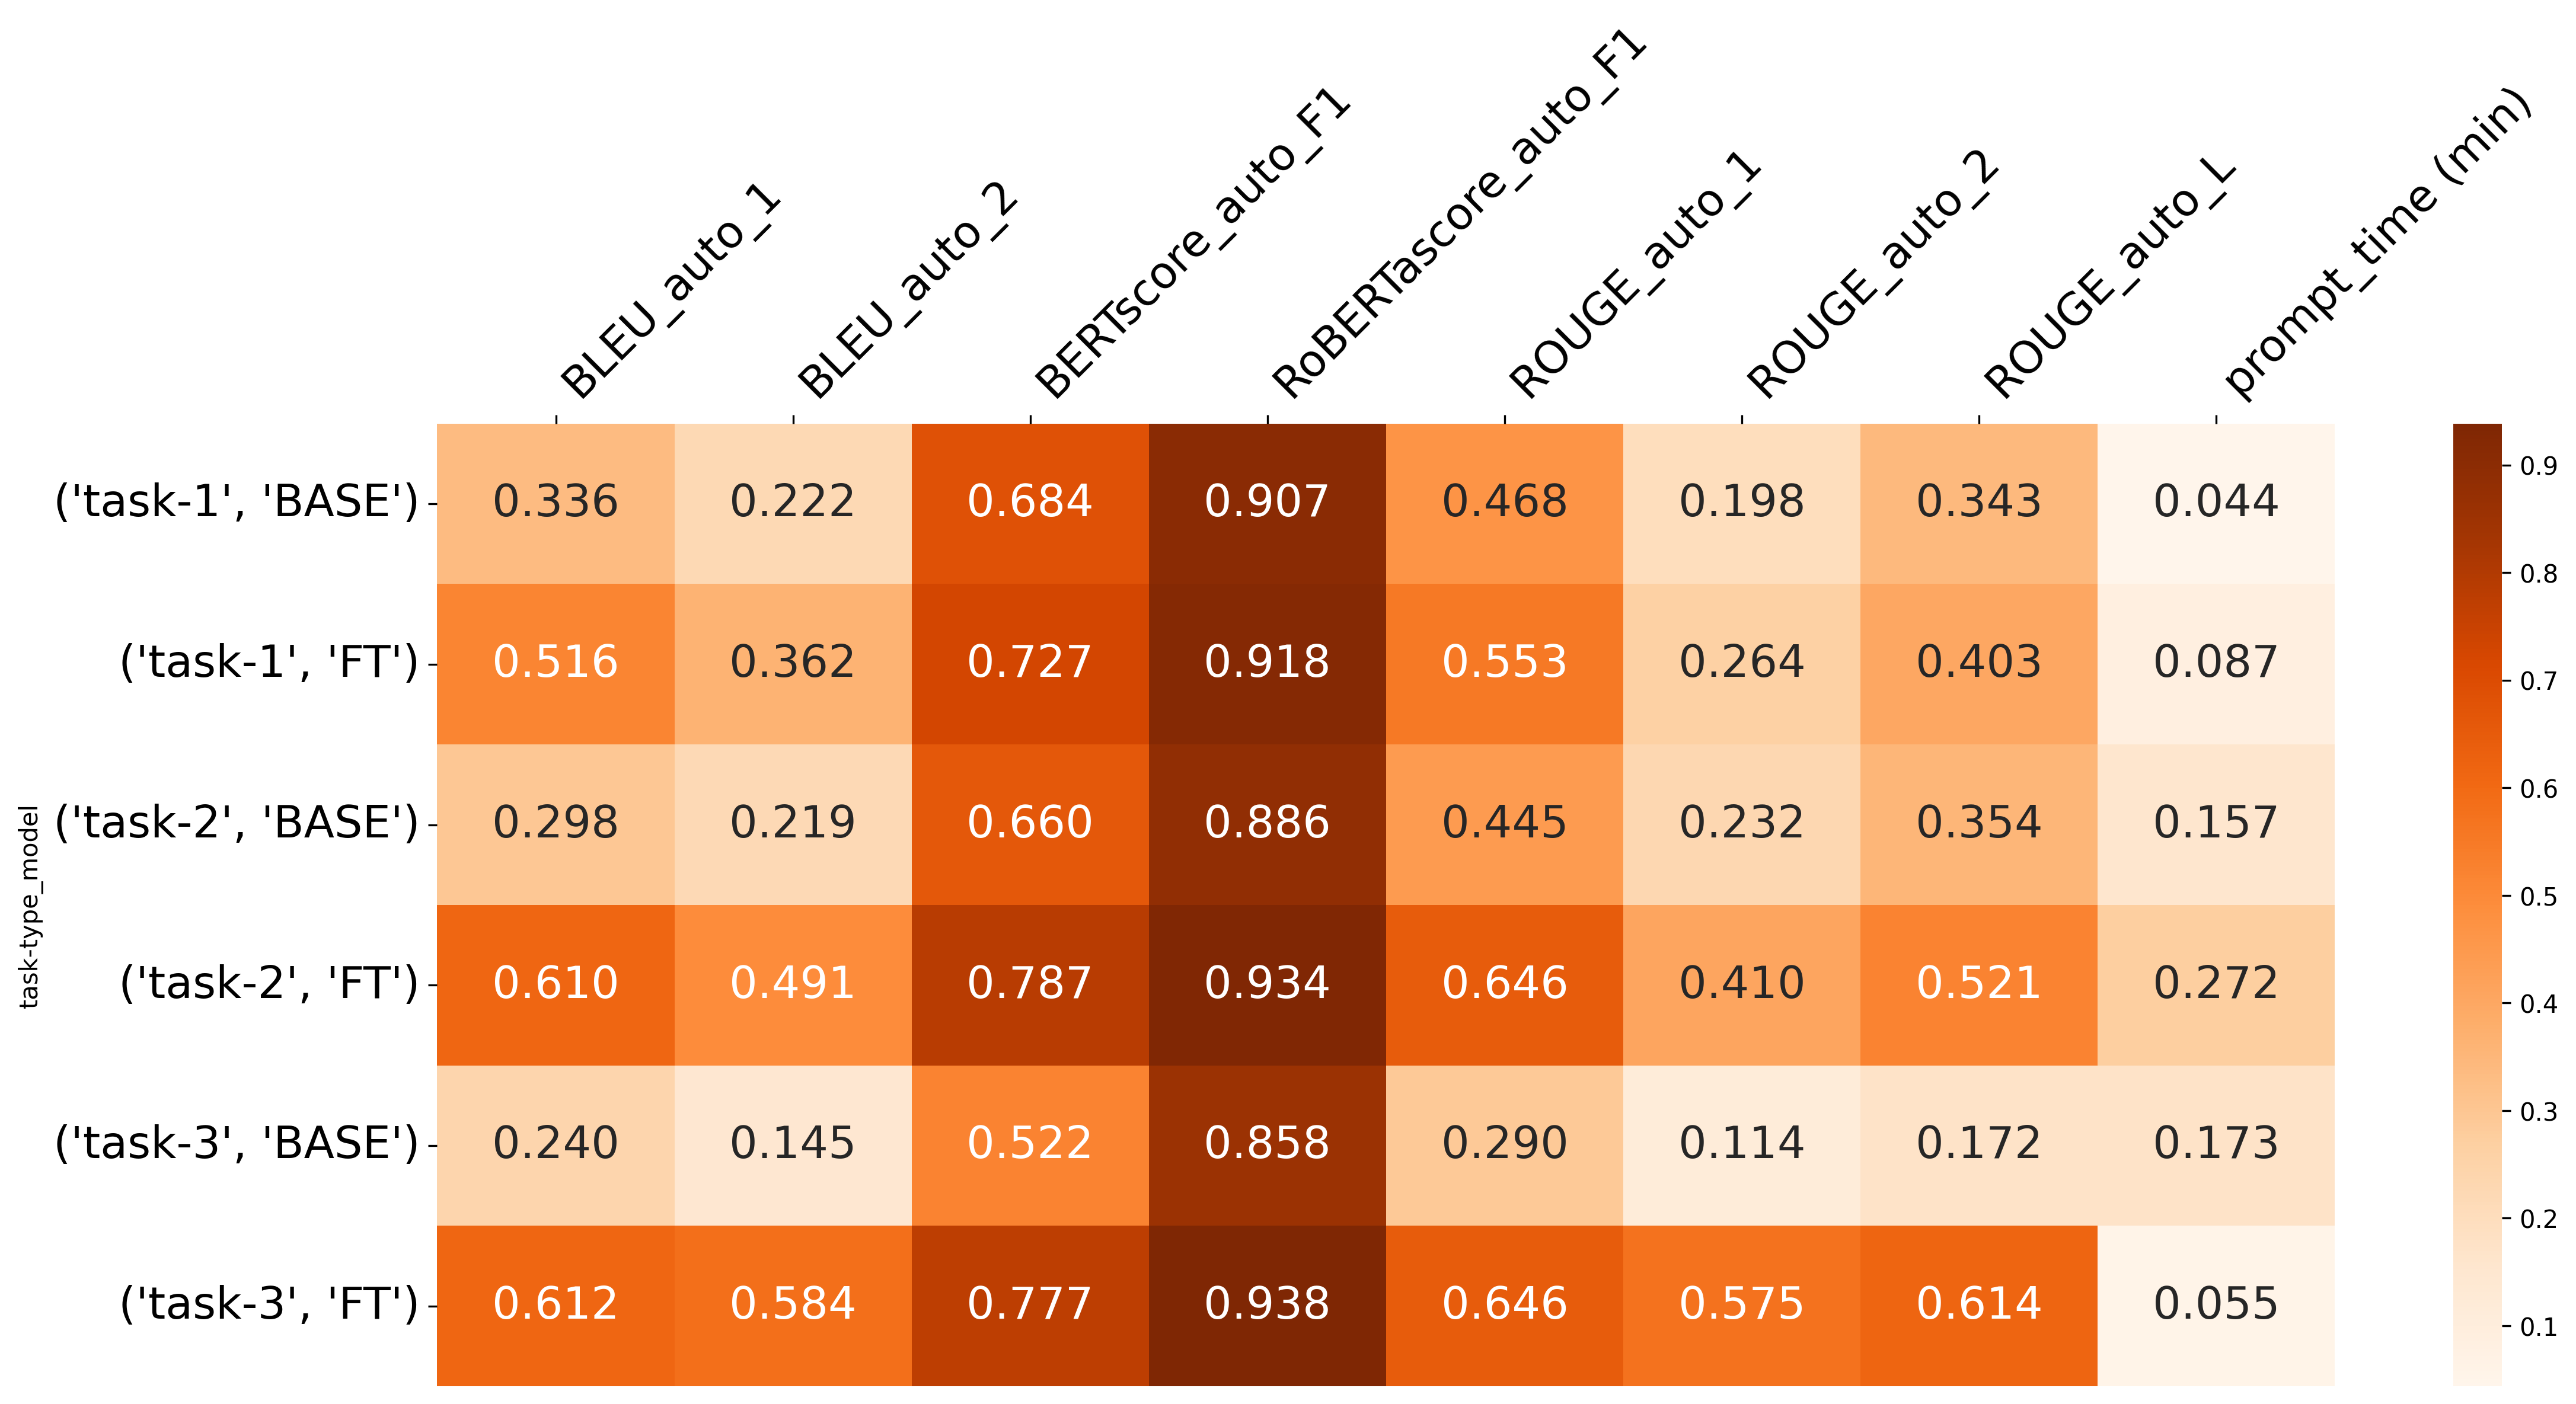 BLEU_auto_1
BLEU_auto_2
BERTscore_auto_F1
RoBERTascore_auto_F1
ROUGE_auto_1
ROUGE_auto_2
ROUGE_auto_L
prompt_time (min)
task-type_model
('task-1', 'BASE') 0.336 0.222 0.684 0.907 0.468 0.198 0.343 0.044
('task-1', 'FT') 0.516 0.362 0.727 0.918 0.553 0.264 0.403 0.087
('task-2', 'BASE') 0.298 0.219 0.660 0.886 0.445 0.232 0.354 0.157
('task-2', 'FT') 0.610 0.491 0.787 0.934 0.646 0.410 0.521 0.272
('task-3', 'BASE') 0.240 0.145 0.522 0.858 0.290 0.114 0.172 0.173
('task-3', 'FT') 0.612 0.584 0.777 0.938 0.646 0.575 0.614 0.055
0.9
0.8
0.7
0.6
0.5
0.4
0.3
0.2
0.1